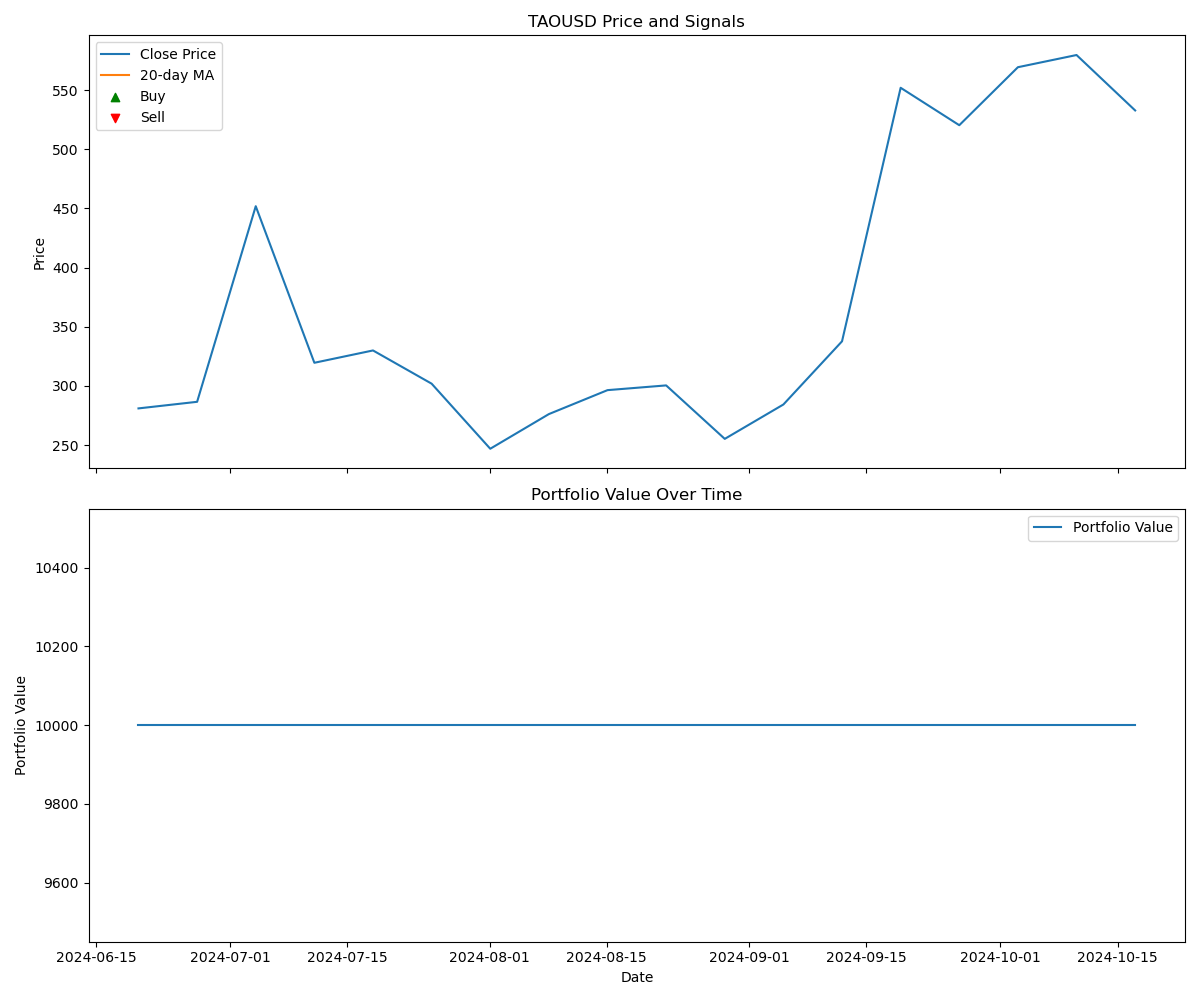 TAOUSD Price and Signals
Close Price
20-day MA
Buy
Sell
Price
550
500
450
400
350
300
250
Portfolio Value Over Time
Portfolio Value
Portfolio Value
10400
10200
10000
9800
9600
2024-06-15 2024-07-01 2024-07-15 2024-08-01 2024-08-15 2024-09-01 2024-09-15 2024-10-01 2024-10-15
Date